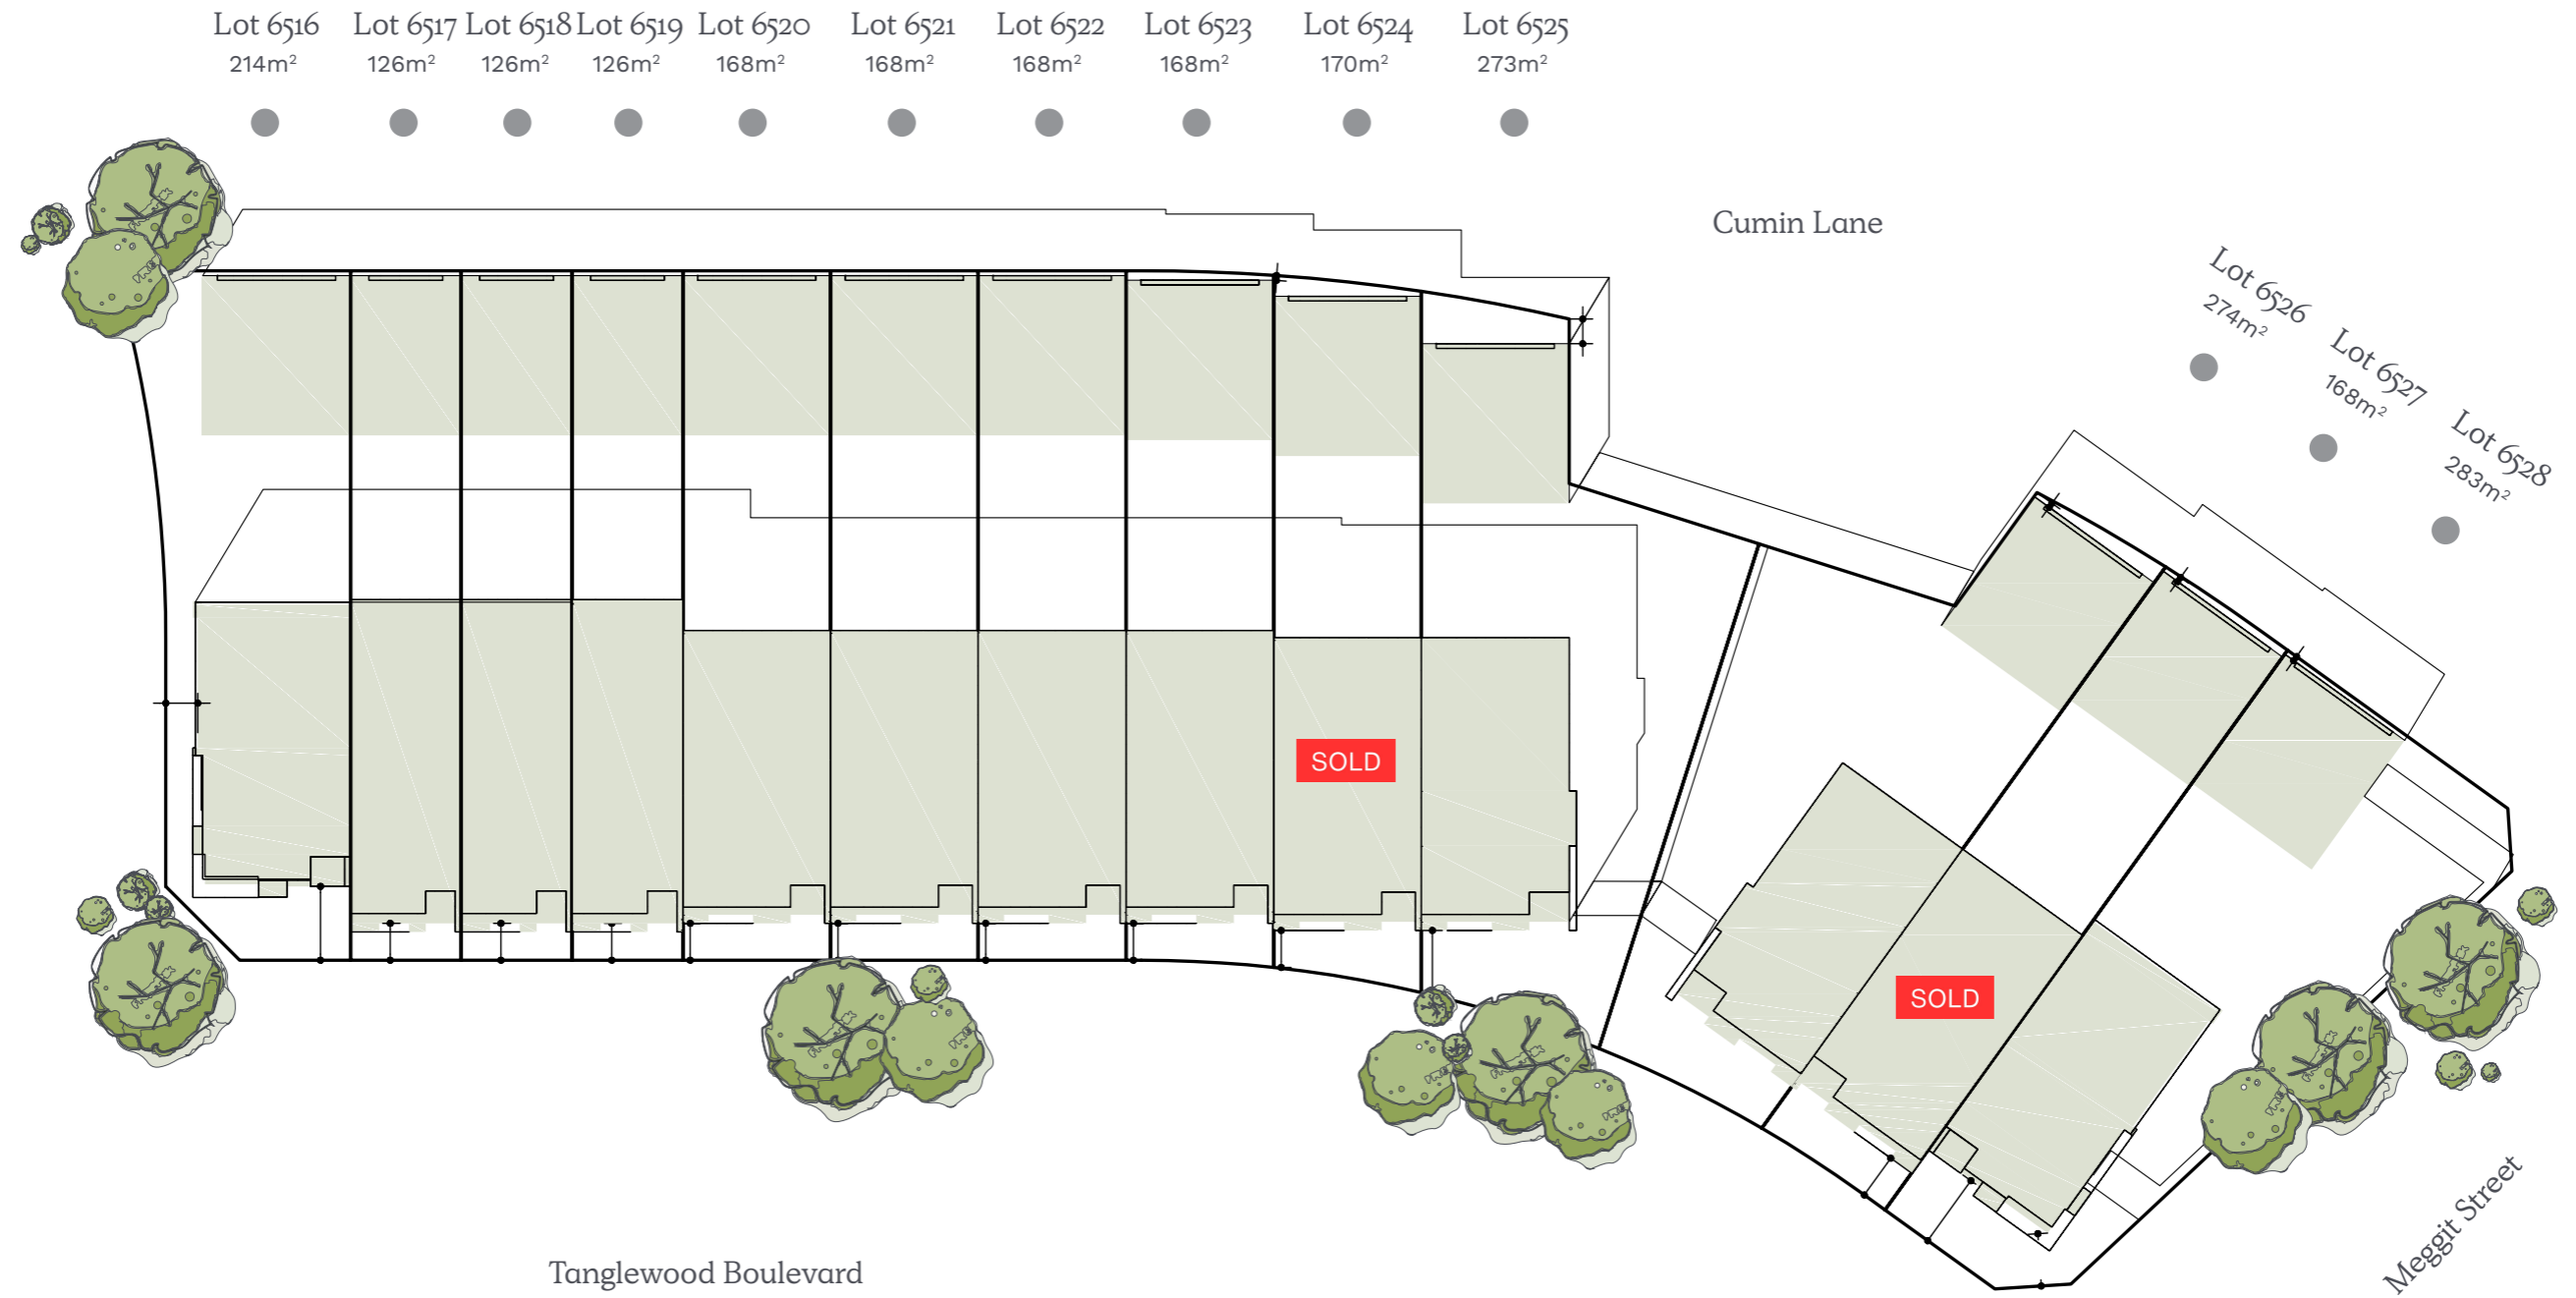 Lot 6516
214m²
Lot 6517
126m²
Lot 6518
126m²
Lot 6519
126m²
Lot 6520
168m²
Lot 6521
168m²
Lot 6522
168m²
Lot 6523
168m²
Lot 6524
170m²
Lot 6525
273m²
Cumin Lane
Lot 6526
274m²
Lot 6527
168m²
Lot 6528
283m²
SOLD
SOLD
Meggit Street
Tanglewood Boulevard